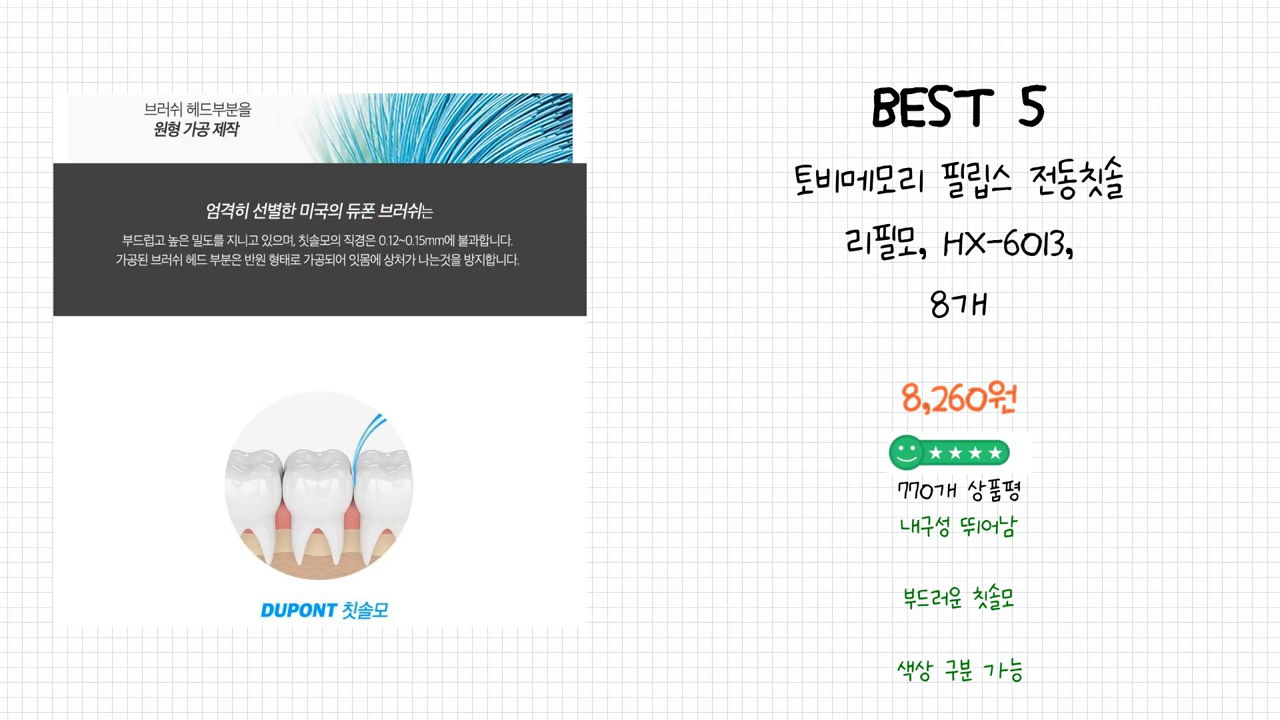 브러쉬 헤드부분을
원형 가공 제작
엄격히 선별한 미국의 듀폰 브러쉬는
부드럽고 높은 밀도를 지니고 있으며, 칫솔모의 직경은 0.12~0.15mm에 불과합니다.
가공된 브러쉬 헤드 부분은 반원 형태로 가공되어 잇몸에 상처가 나는것을 방지합니다.
DUPONT 칫솔모
BEST 5
토비메모리 필립스 전동칫솔
리필모, HX-6013,
8개
8,260원
770개 상품평
내구성 뛰어남
부드러운 칫솔모
색상 구분 가능